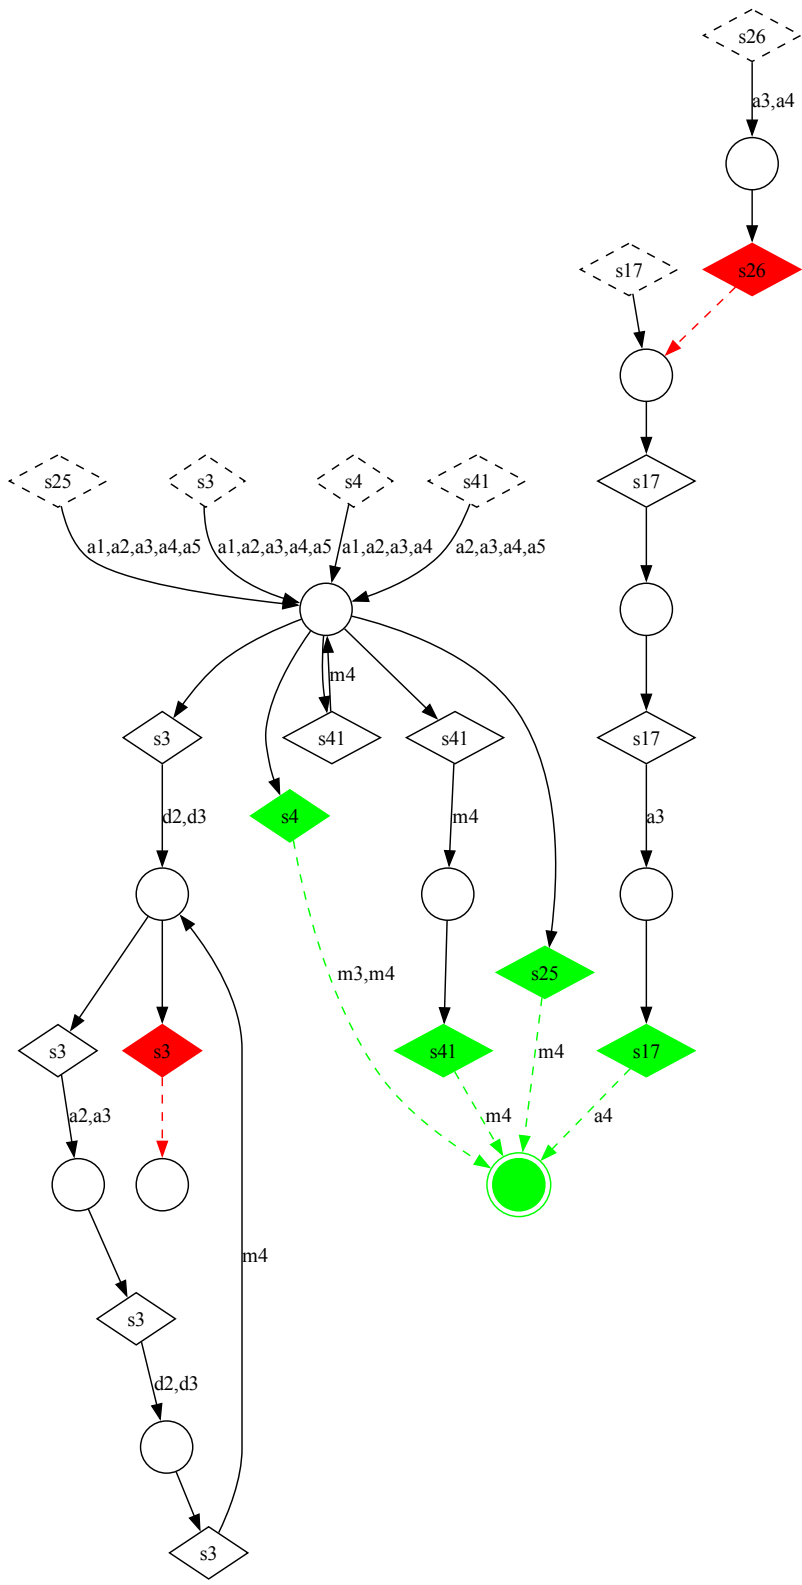 s26
a3,a4
s17
s26
s25
s3
s4
s41
s17
a1,a2,a3,a4,a5
a1,a2,a3,a4,a5
a1,a2,a3,a4
a2,a3,a4,a5
m4
s3
s41
s41
s17
d2,d3
s4
m4
a3
m3,m4
s25
s3
s3
s41
m4
s17
a2,a3
m4
a4
m4
s3
d2,d3
s3